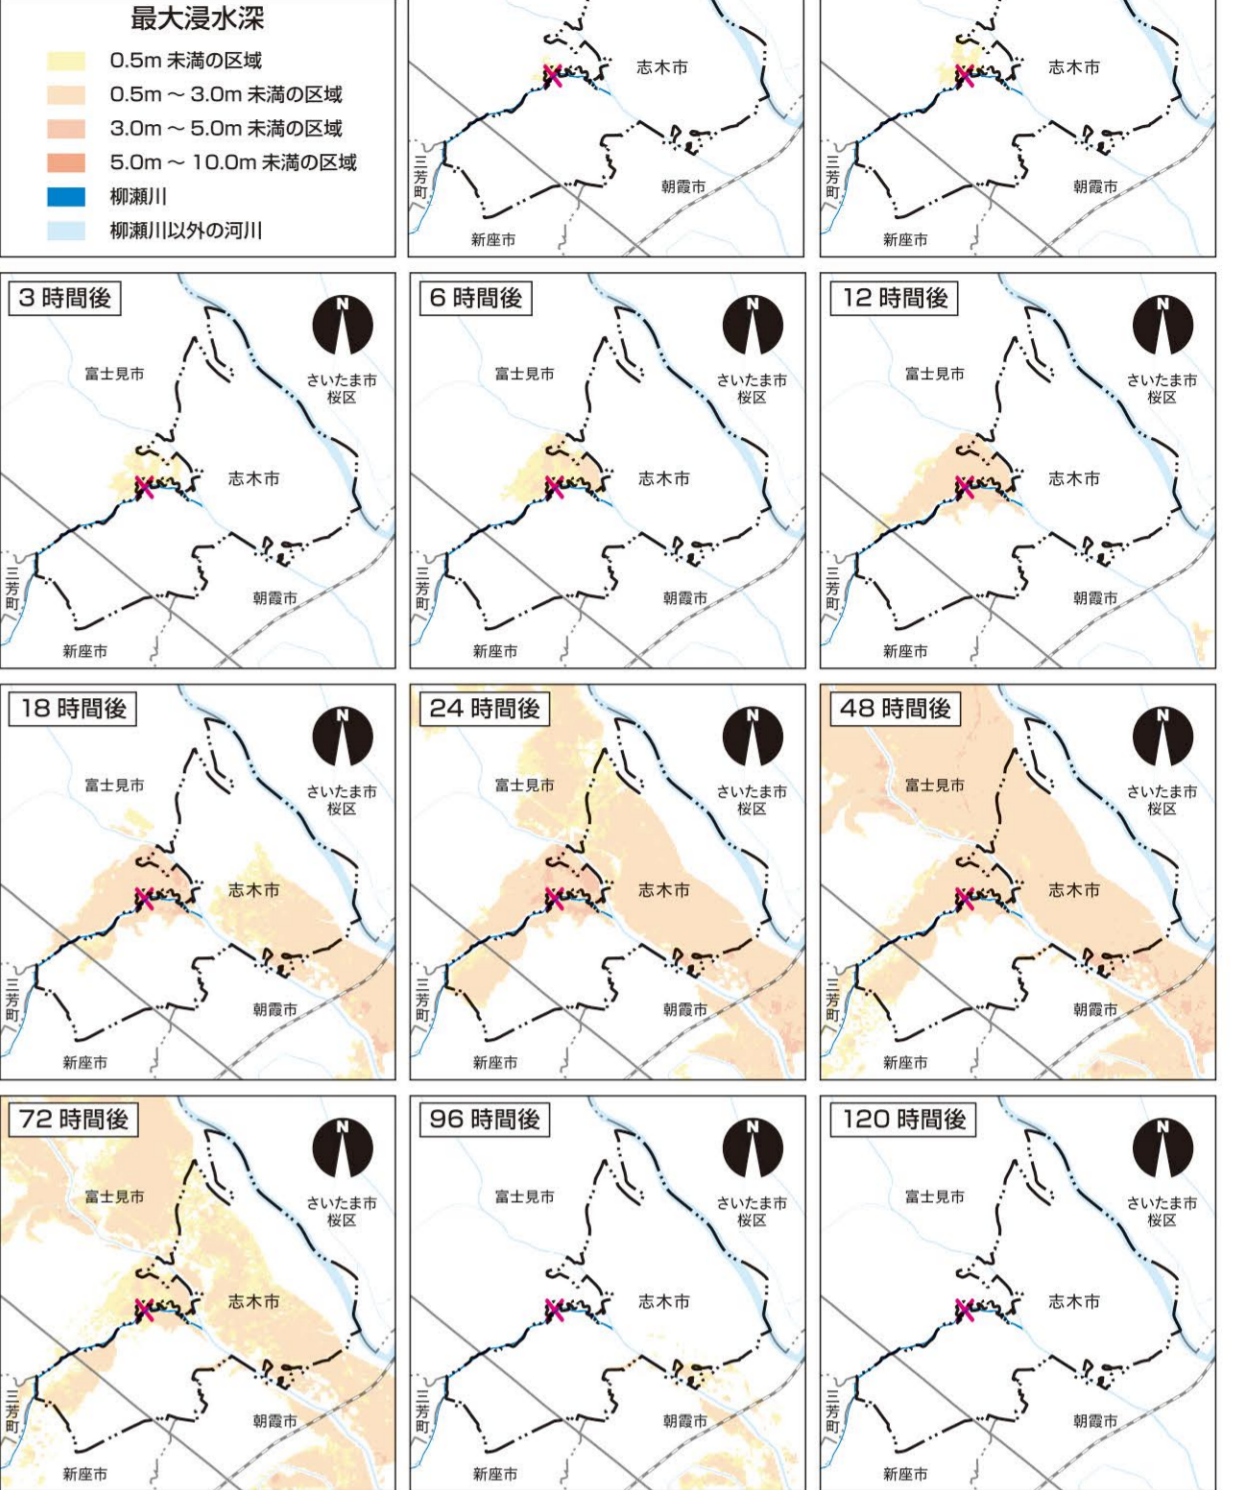 最大浸水深
0.5m 未満の区域
0.5m ～ 3.0m 未満の区域
3.0m ～ 5.0m 未満の区域
5.0m ～ 10.0m 未満の区域
柳瀬川
柳瀬川以外の河川
志木市
三芳町
朝霞市
新座市
志木市
三芳町
朝霞市
新座市
3 時間後
N
富士見市
さいたま市
桜区
志木市
三芳町
朝霞市
新座市
6 時間後
N
富士見市
さいたま市
桜区
志木市
三芳町
朝霞市
新座市
12 時間後
N
富士見市
さいたま市
桜区
志木市
三芳町
朝霞市
新座市
18 時間後
N
富士見市
さいたま市
桜区
志木市
三芳町
朝霞市
新座市
24 時間後
N
富士見市
さいたま市
桜区
志木市
三芳町
朝霞市
新座市
48 時間後
N
富士見市
さいたま市
桜区
志木市
三芳町
朝霞市
新座市
72 時間後
N
富士見市
さいたま市
桜区
志木市
三芳町
朝霞市
新座市
96 時間後
N
富士見市
さいたま市
桜区
志木市
三芳町
朝霞市
新座市
120 時間後
N
富士見市
さいたま市
桜区
志木市
三芳町
朝霞市
新座市